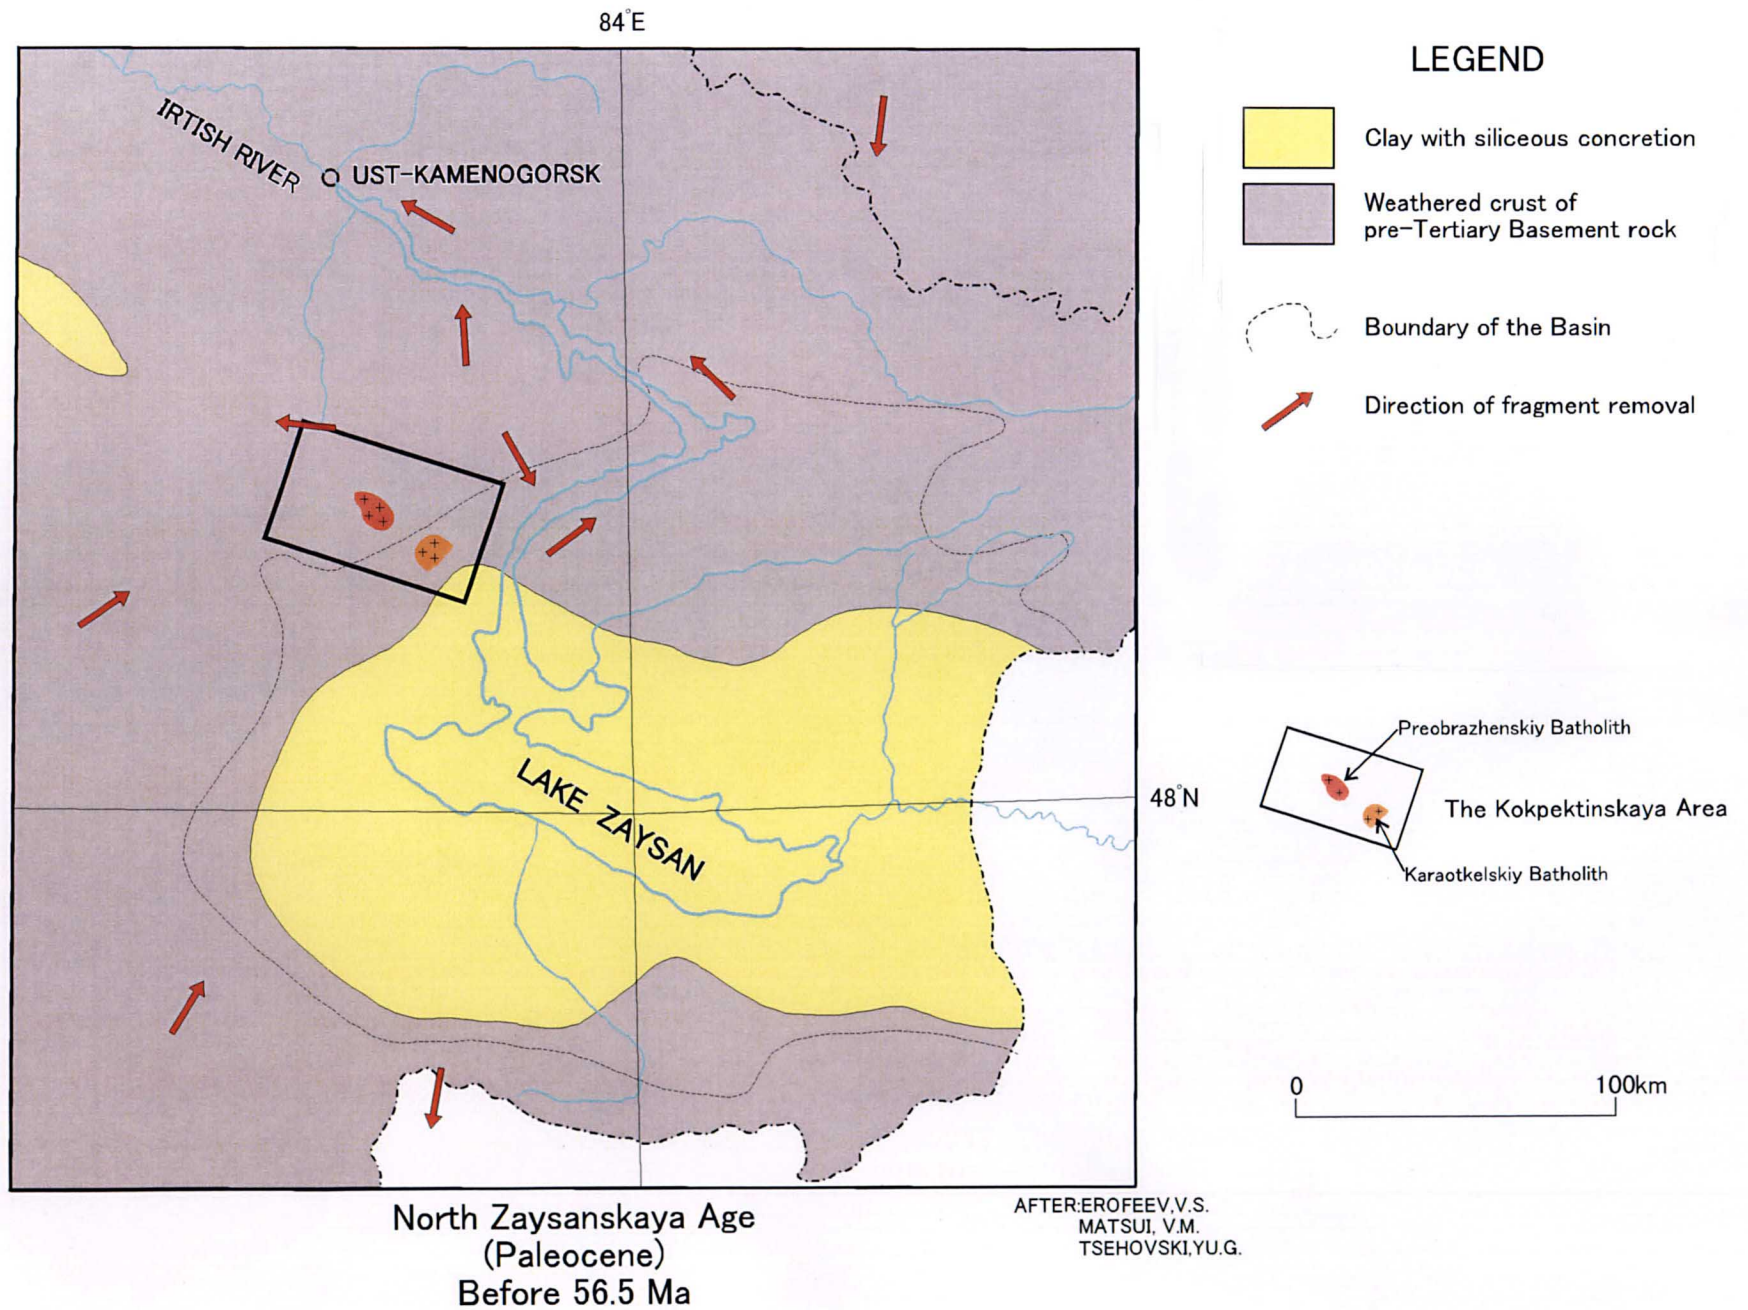 84°E
IRTISH RIVER
UST-KAMENOGORSK
LAKE ZAYSAN
48°N
North Zaysanskaya Age
(Paleocene)
Before 56.5 Ma
AFTER:EROFEEV,V.S.
MATSUI, V.M.
TSEHOVSKI,YU.G.
LEGEND
Clay with siliceous concretion
Weathered crust of
pre-Tertiary Basement rock
Boundary of the Basin
Direction of fragment removal
Preobrazhenskiy Batholith
The Kokpektinskaya Area
Karaotkelskiy Batholith
0 100km